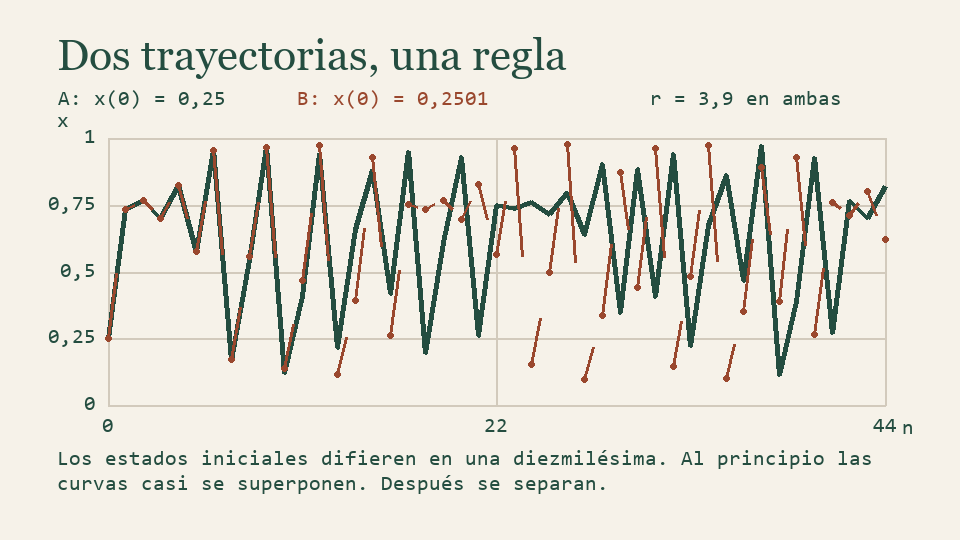 Dos trayectorias, una regla
A: x(0) = 0,25 B: x(0) = 0,2501 r = 3,9 en ambas
x
1
0,75
0,5
0,25
0
0 22 44 n
Los estados iniciales difieren en una diezmilésima. Al principio las
curvas casi se superponen. Después se separan.